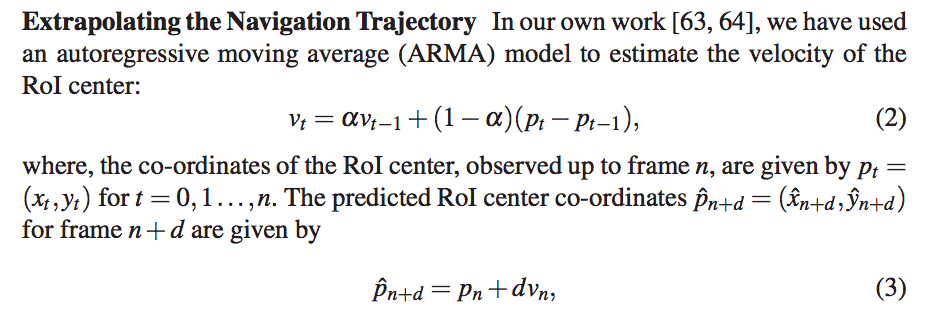 Extrapolating the Navigation Trajectory In our own work [63, 64], we have used
an autoregressive moving average (ARMA) model to estimate the velocity of the
RoI center:
vₜ = αvₜ₋₁ + (1 − α)(pₜ − pₜ₋₁), (2)
where, the co-ordinates of the RoI center, observed up to frame n, are given by pₜ =
(xₜ, yₜ) for t = 0, 1 . . . , n. The predicted RoI center co-ordinates p̂ₙ₊d = (x̂ₙ₊d, ŷₙ₊d)
for frame n + d are given by
p̂ₙ₊d = pₙ + dvₙ, (3)